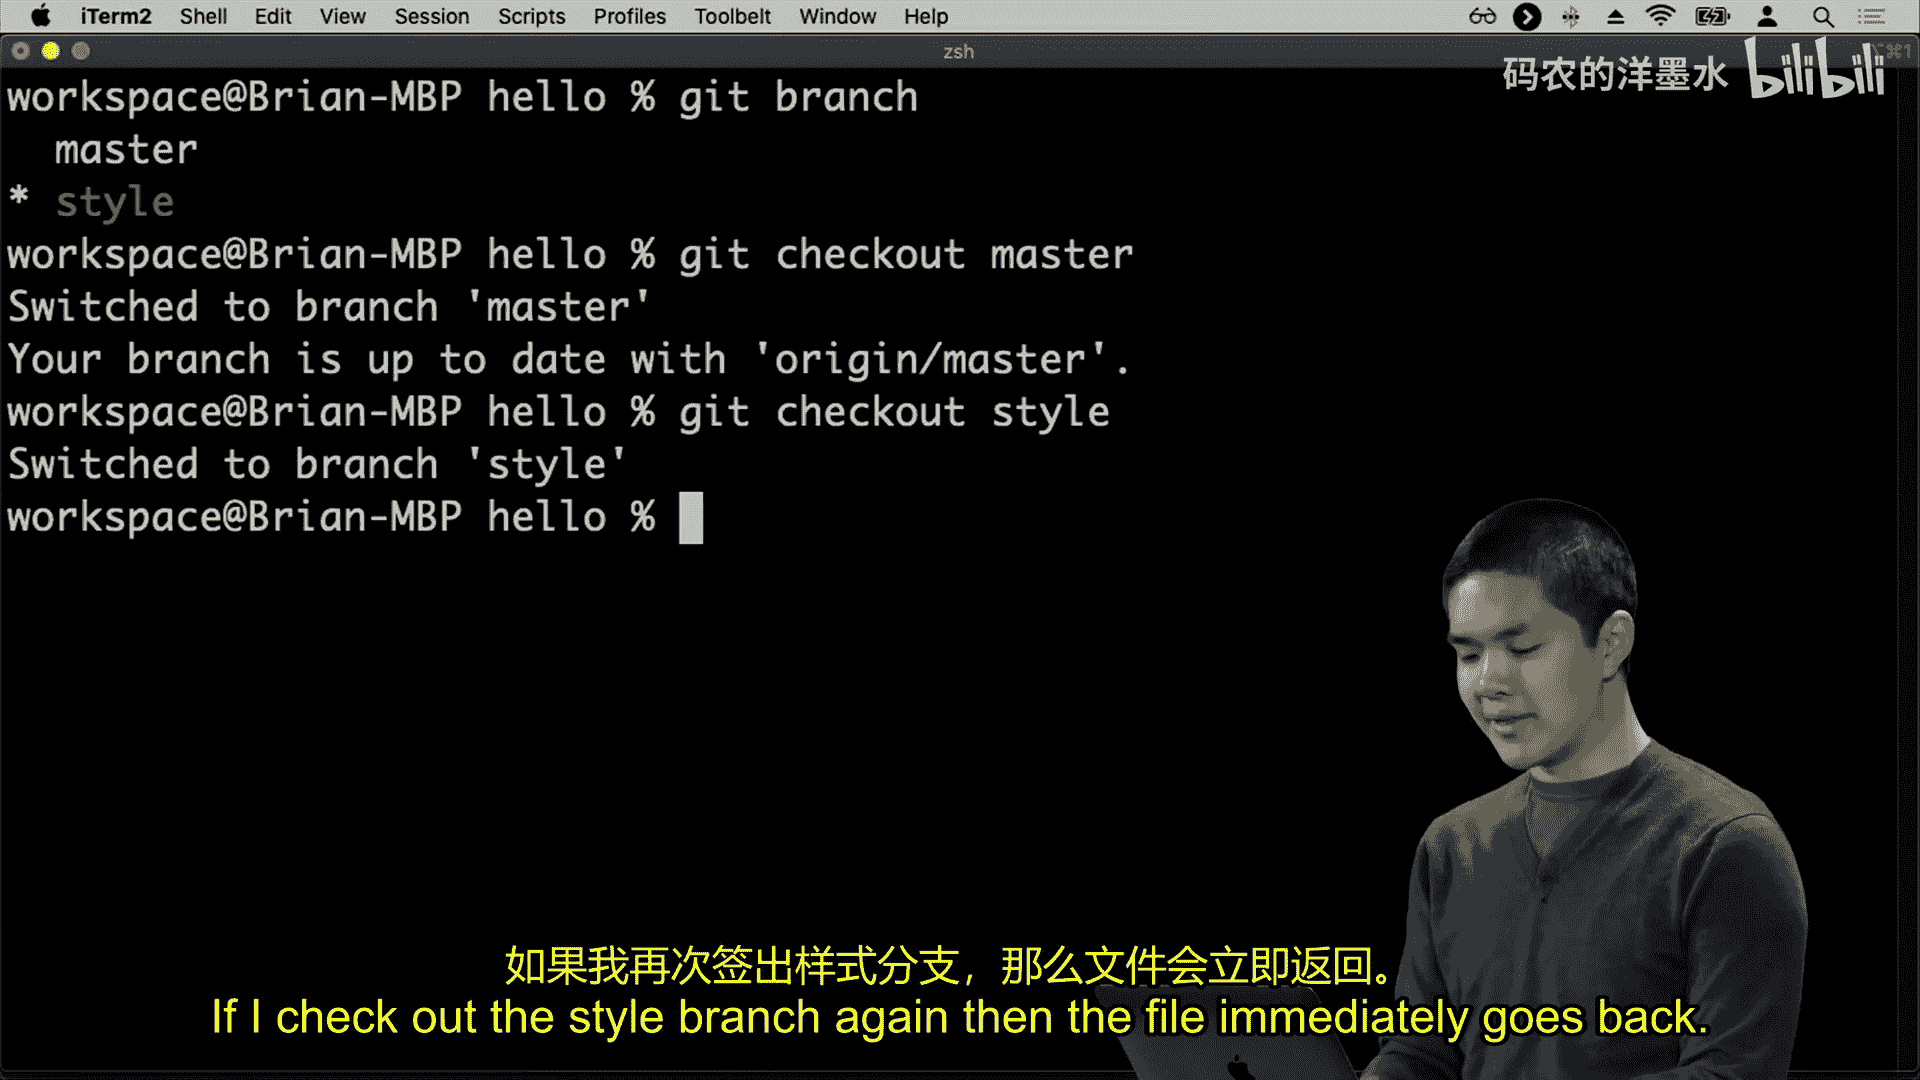 iTerm2 Shell Edit View Session Scripts Profiles Toolbelt Window Help
zsh
⌘1
码农的洋墨水 bilibili
workspace@Brian-MBP hello % git branch
master
* style
workspace@Brian-MBP hello % git checkout master
Switched to branch 'master'
Your branch is up to date with 'origin/master'.
workspace@Brian-MBP hello % git checkout style
Switched to branch 'style'
workspace@Brian-MBP hello %
如果我再次签出样式分支，那么文件会立即返回。
If I check out the style branch again then the file immediately goes back.